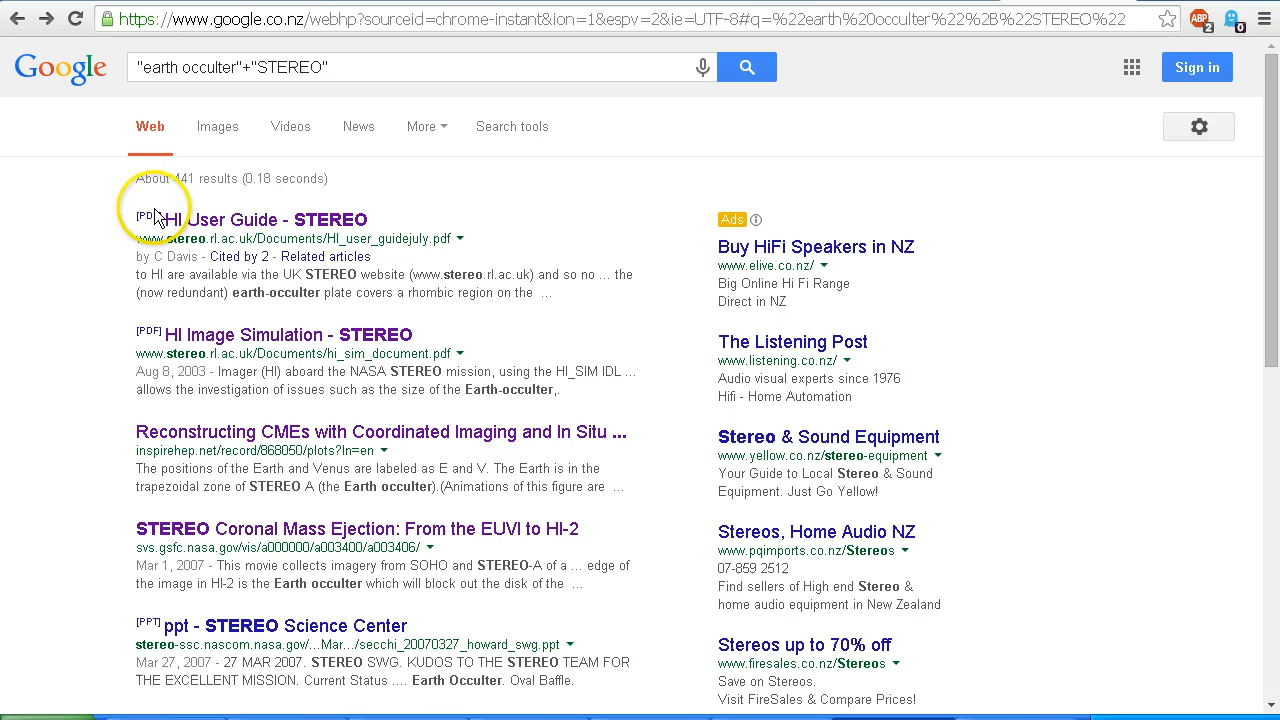 https://www.google.co.nz/webhp?sourceid=chrome-instant&ion=1&espv=2&ie=UTF-8#q=%22earth%20occulter%22%2B%22STEREO%22
ABP
2
0
Google
"earth occulter"+"STEREO"
Sign in
Web
Images
Videos
News
More
Search tools
About 441 results (0.18 seconds)
[PDF] HI User Guide - STEREO
www.stereo.rl.ac.uk/Documents/HI_user_guidejuly.pdf
by C Davis - Cited by 2 - Related articles
to HI are available via the UK STEREO website (www.stereo.rl.ac.uk) and so no ... the
(now redundant) earth-occulter plate covers a rhombic region on the ...
[PDF] HI Image Simulation - STEREO
www.stereo.rl.ac.uk/Documents/hi_sim_document.pdf
Aug 8, 2003 - Imager (HI) aboard the NASA STEREO mission, using the HI_SIM IDL ...
allows the investigation of issues such as the size of the Earth-occulter,.
Reconstructing CMEs with Coordinated Imaging and In Situ ...
inspirehep.net/record/868050/plots?ln=en
The positions of the Earth and Venus are labeled as E and V. The Earth is in the
trapezoidal zone of STEREO A (the Earth occulter).(Animations of this figure are ...
STEREO Coronal Mass Ejection: From the EUVI to HI-2
svs.gsfc.nasa.gov/vis/a000000/a003400/a003406/
Mar 1, 2007 - This movie collects imagery from SOHO and STEREO-A of a ... edge of
the image in HI-2 is the Earth occulter which will block out the disk of the ...
[PPT] ppt - STEREO Science Center
stereo-ssc.nascom.nasa.gov/...Mar.../secchi_20070327_howard_swg.ppt
Mar 27, 2007 - 27 MAR 2007. STEREO SWG. KUDOS TO THE STEREO TEAM FOR
THE EXCELLENT MISSION. Current Status .... Earth Occulter. Oval Baffle.
Ads
Buy HiFi Speakers in NZ
www.elive.co.nz/
Big Online Hi Fi Range
Direct in NZ
The Listening Post
www.listening.co.nz/
Audio visual experts since 1976
Hifi - Home Automation
Stereo & Sound Equipment
www.yellow.co.nz/stereo-equipment
Your Guide to Local Stereo & Sound
Equipment. Just Go Yellow!
Stereos, Home Audio NZ
www.pqimports.co.nz/Stereos
07-859 2512
Find sellers of High end Stereo &
home audio equipment in New Zealand
Stereos up to 70% off
www.firesales.co.nz/Stereos
Save on Stereos.
Visit FireSales & Compare Prices!